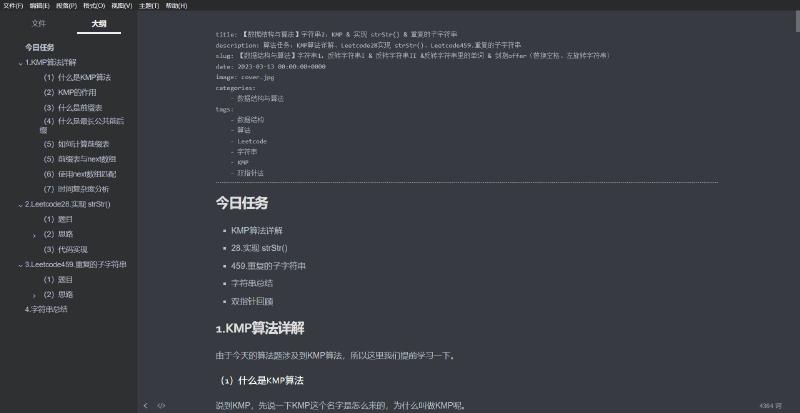 文件(F) 编辑(E) 段落(P) 格式(O) 视图(V) 主题(T) 帮助(H)
文件 大纲
今日任务
1.KMP算法详解
（1）什么是KMP算法
（2）KMP的作用
（3）什么是前缀表
（4）什么是最长公共前后
缀
（5）如何计算前缀表
（5）前缀表与next数组
（6）使用next数组匹配
（7）时间复杂度分析
2.Leetcode28.实现 strStr()
（1）题目
（2）思路
（3）代码实现
3.Leetcode459.重复的子字符串
（1）题目
（2）思路
4.字符串总结
title: 【数据结构与算法】字符串2：KMP & 实现 strStr() & 重复的子字符串
description: 算法任务：KMP算法详解、Leetcode28实现 strStr()、Leetcode459.重复的子字符串
slug: 【数据结构与算法】字符串1：反转字符串I & 反转字符串II &反转字符串里的单词 & 剑指offer（替换空格、左旋转字符串）
date: 2023-03-13 00:00:00+0000
image: cover.jpg
categories:
- 数据结构与算法
tags:
- 数据结构
- 算法
- Leetcode
- 字符串
- KMP
- 双指针法
今日任务
KMP算法详解
28.实现 strStr()
459.重复的子字符串
字符串总结
双指针回顾
1.KMP算法详解
由于今天的算法题涉及到KMP算法，所以这里我们提前学习一下。
（1）什么是KMP算法
说到KMP，先说一下KMP这个名字是怎么来的，为什么叫做KMP呢。
4364 词